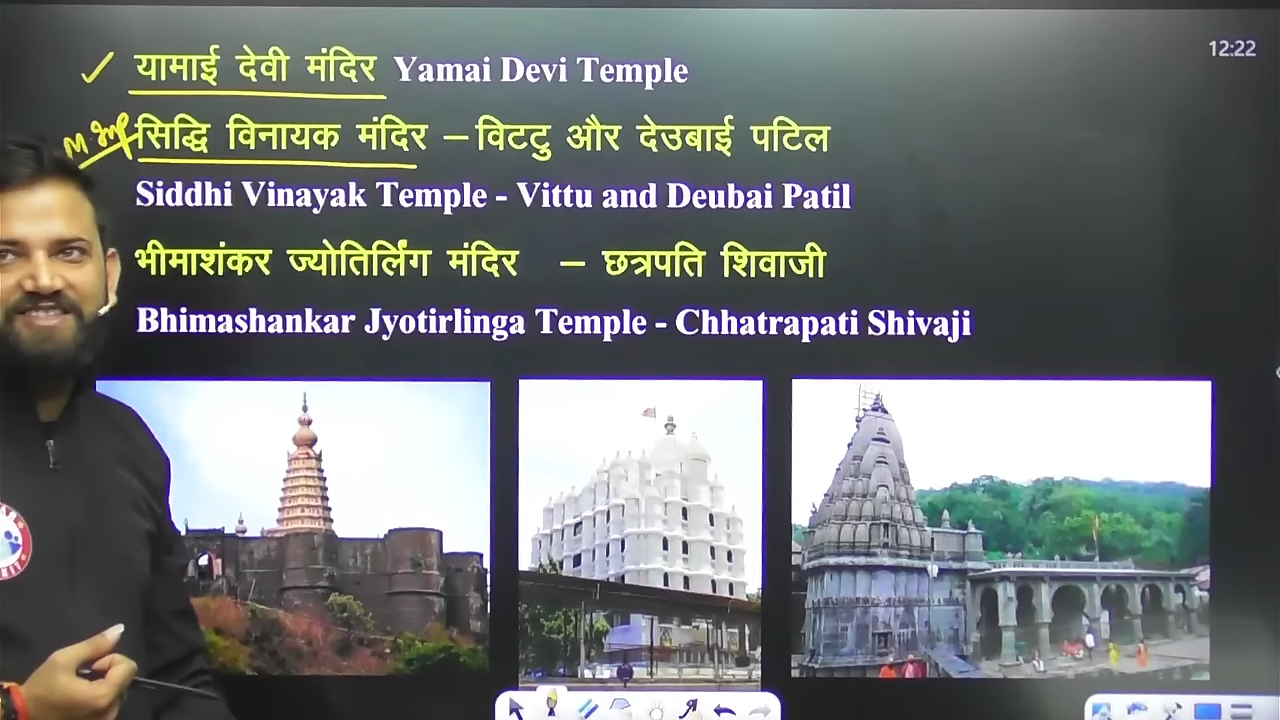 12:22
यामाई देवी मंदिर Yamai Devi Temple
M Imp सिद्धि विनायक मंदिर – विटटु और देउबाई पटिल
Siddhi Vinayak Temple - Vittu and Deubai Patil
भीमाशंकर ज्योतिर्लिंग मंदिर – छत्रपति शिवाजी
Bhimashankar Jyotirlinga Temple - Chhatrapati Shivaji